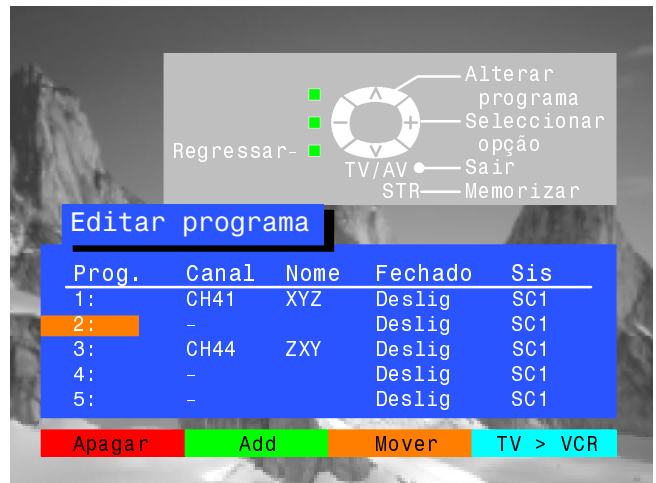 Alterar
programa
Seleccionar
opção
Regressar-
TV/AV Sair
STR Memorizar
Editar programa
Prog. Canal Nome Fechado Sis
1: CH41 XYZ Deslig SC1
2: – Deslig SC1
3: CH44 ZXY Deslig SC1
4: – Deslig SC1
5: – Deslig SC1
Apagar Add Mover TV > VCR